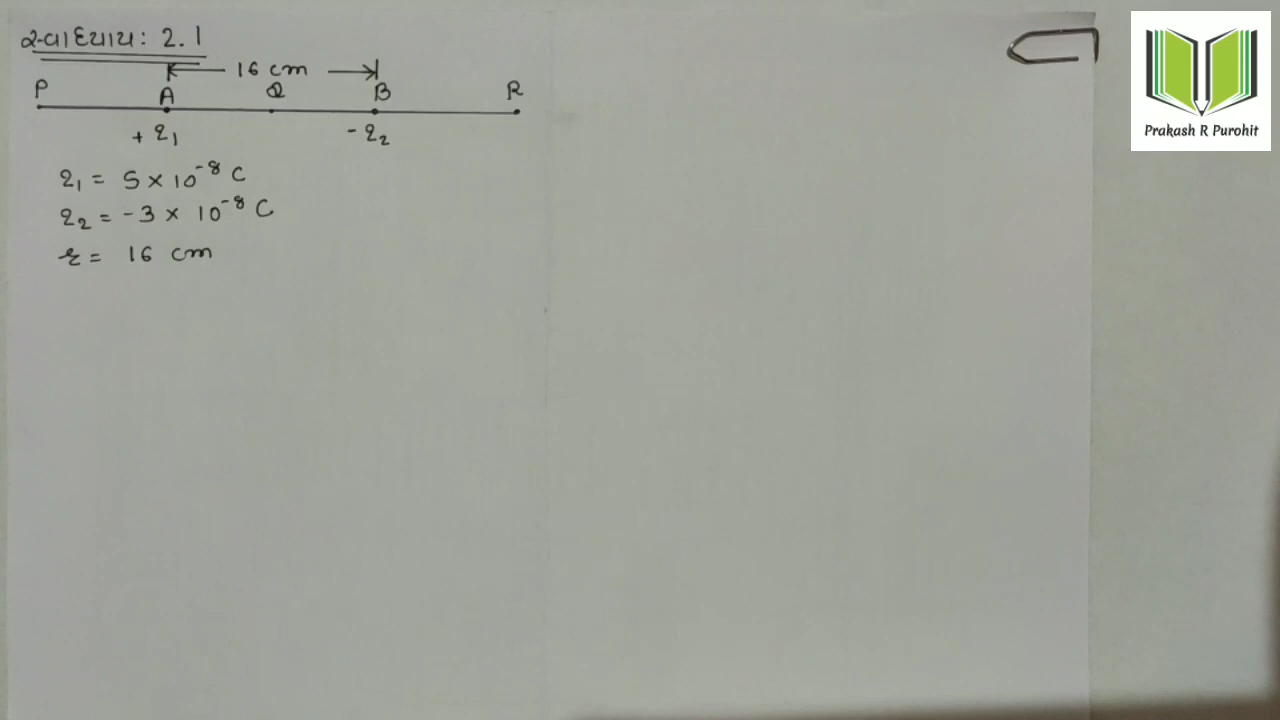 સ્વાધ્યાય: 2.1
16 cm
P A Q B R
+q₁ -q₂
q₁ = 5 × 10⁻⁸ C
q₂ = -3 × 10⁻⁸ C
r = 16 cm
Prakash R Purohit